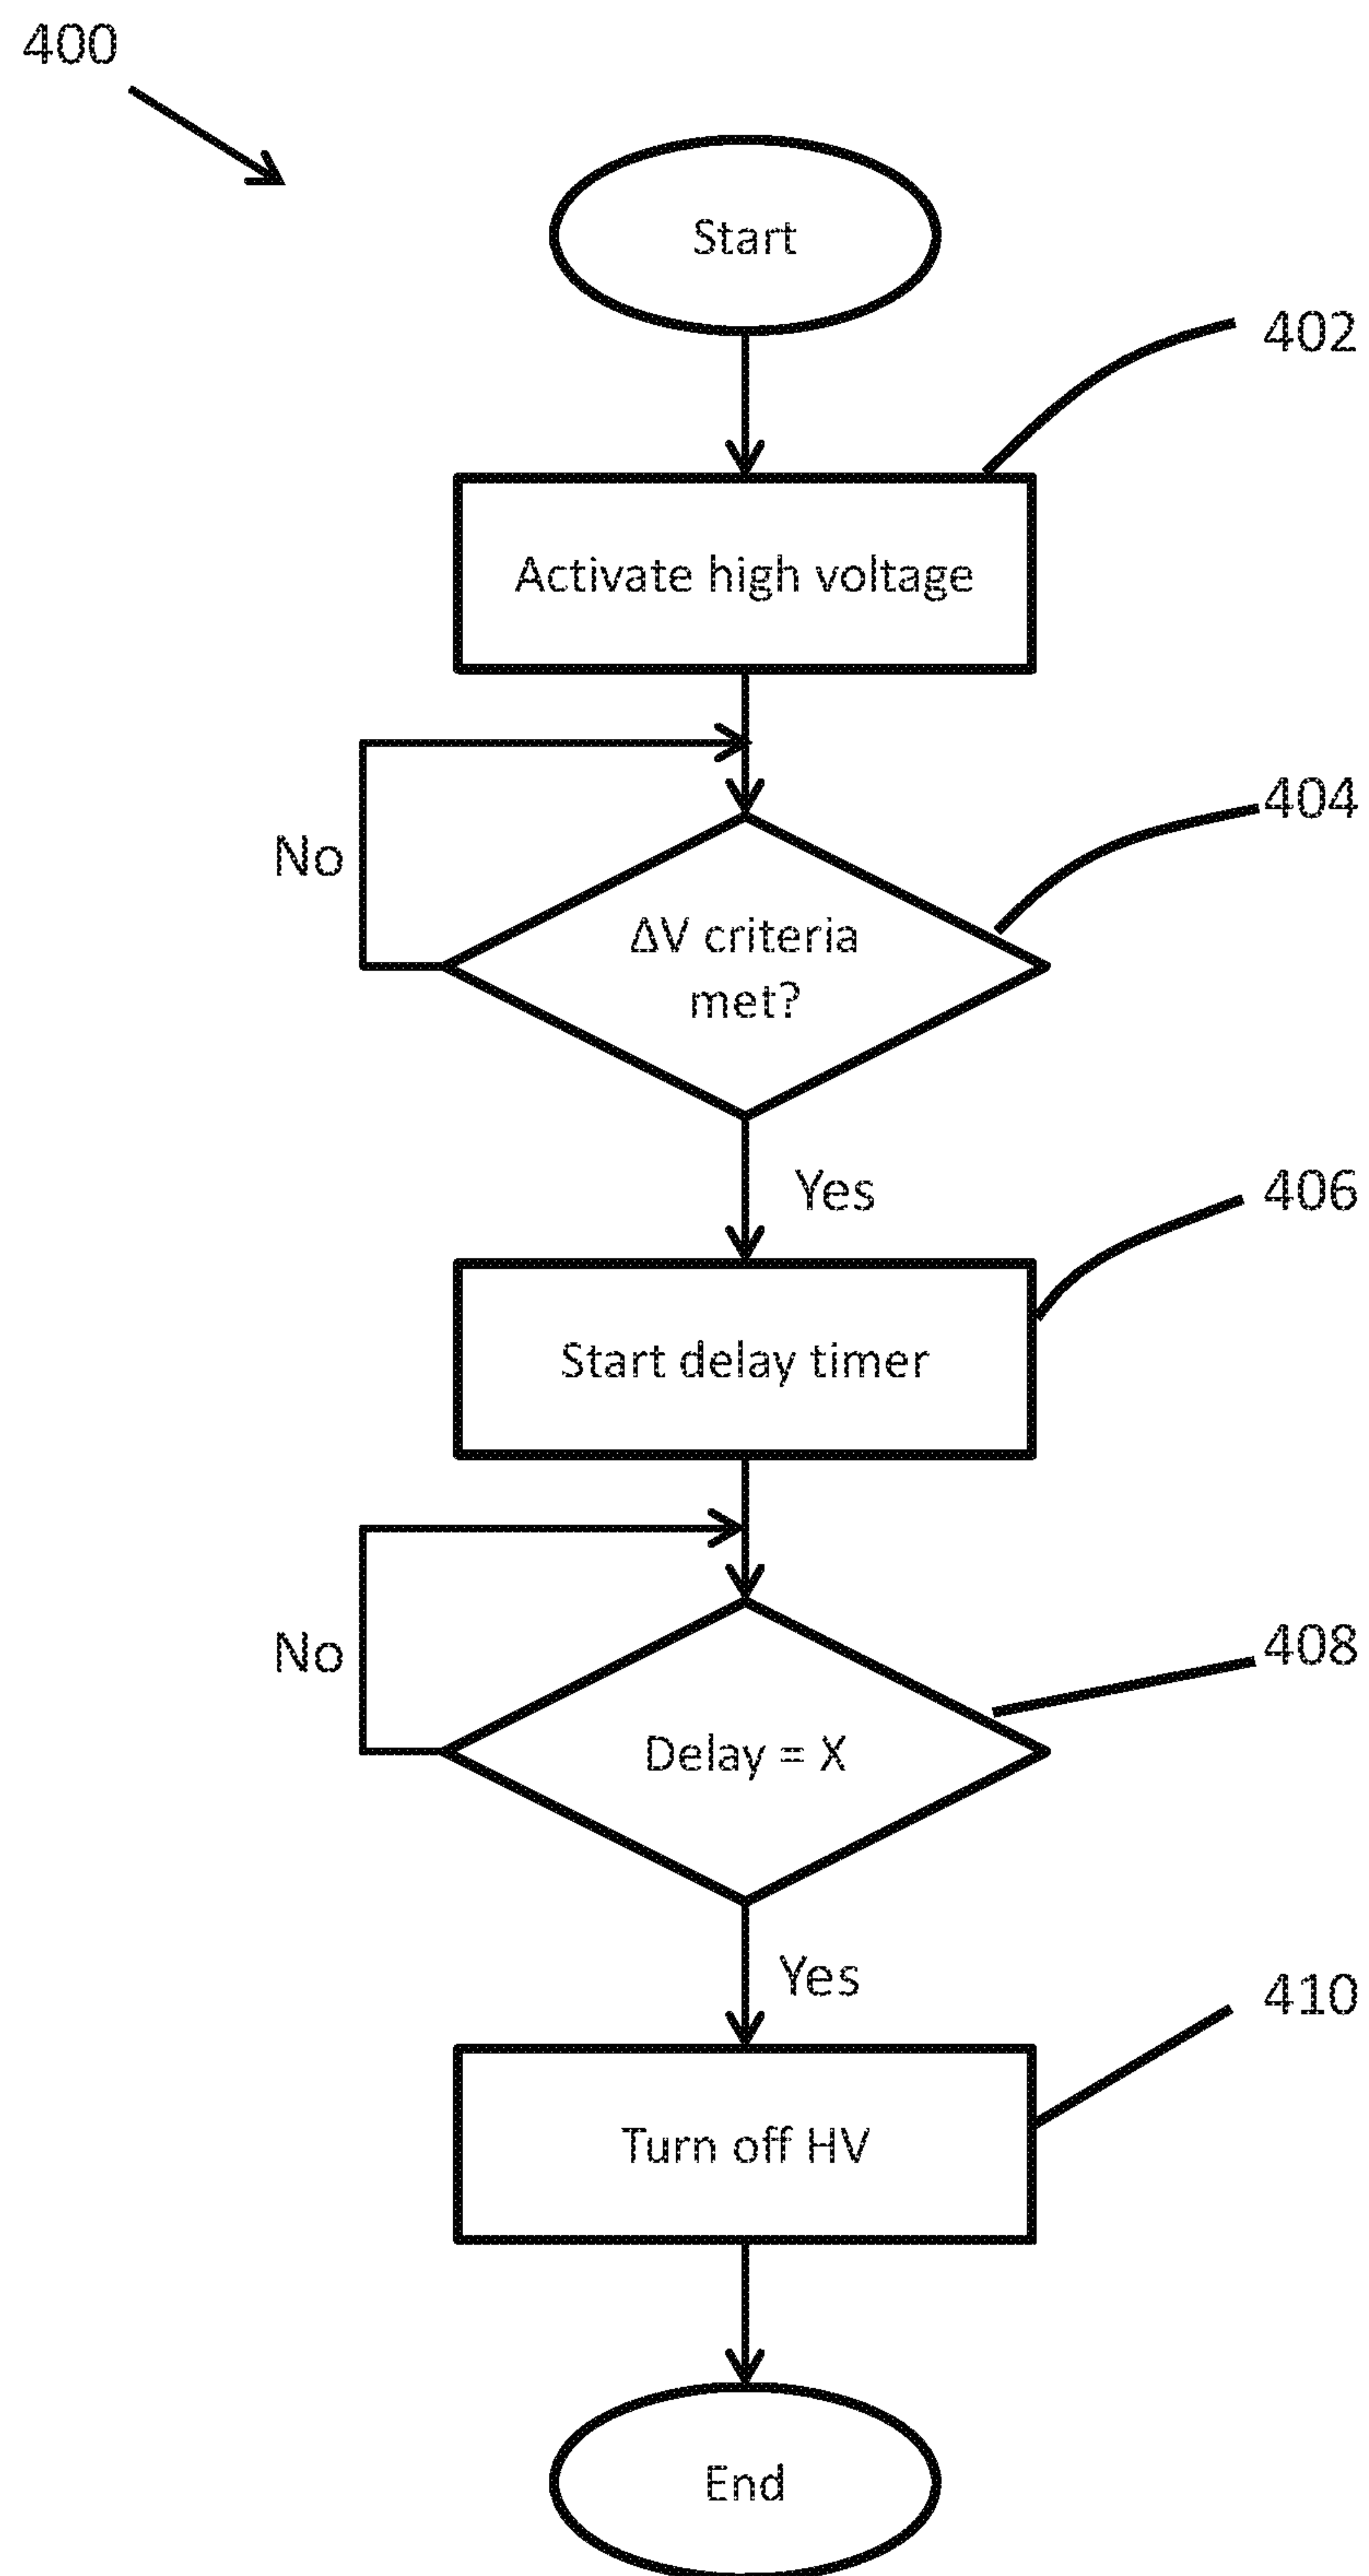 400
Start
402
Activate high voltage
404
No
ΔV criteria
met?
Yes
406
Start delay timer
408
No
Delay = X
Yes
410
Turn off HV
End